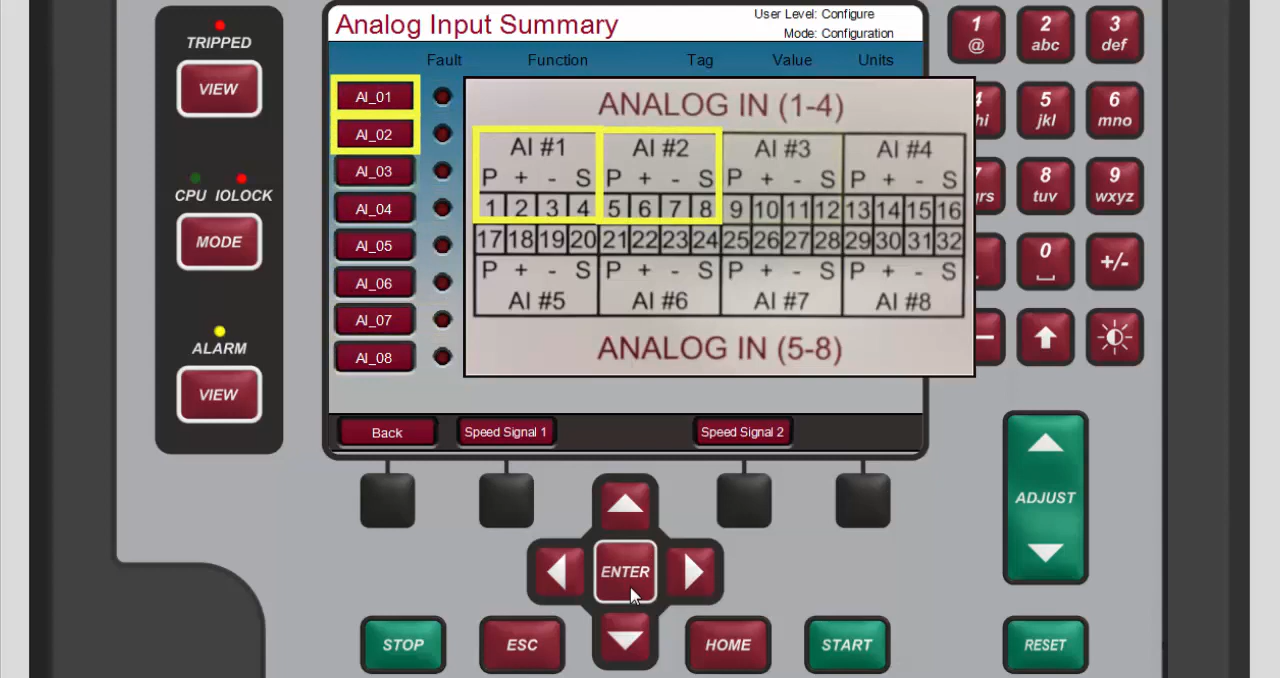 TRIPPED
VIEW
CPU IOLOCK
MODE
ALARM
VIEW
Analog Input Summary
User Level: Configure
Mode: Configuration
Fault Function Tag Value Units
AI_01
AI_02
AI_03
AI_04
AI_05
AI_06
AI_07
AI_08
ANALOG IN (1-4)
AI #1 AI #2 AI #3 AI #4
P + - S P + - S P + - S P + - S
1 2 3 4 5 6 7 8 9 10 11 12 13 14 15 16
17 18 19 20 21 22 23 24 25 26 27 28 29 30 31 32
P + - S P + - S P + - S P + - S
AI #5 AI #6 AI #7 AI #8
ANALOG IN (5-8)
Back Speed Signal 1 Speed Signal 2
1 2 3
@ abc def
4 5 6
hi jkl mno
8 9
rs tuv wxyz
0 +/-
ENTER
ADJUST
STOP ESC HOME START RESET